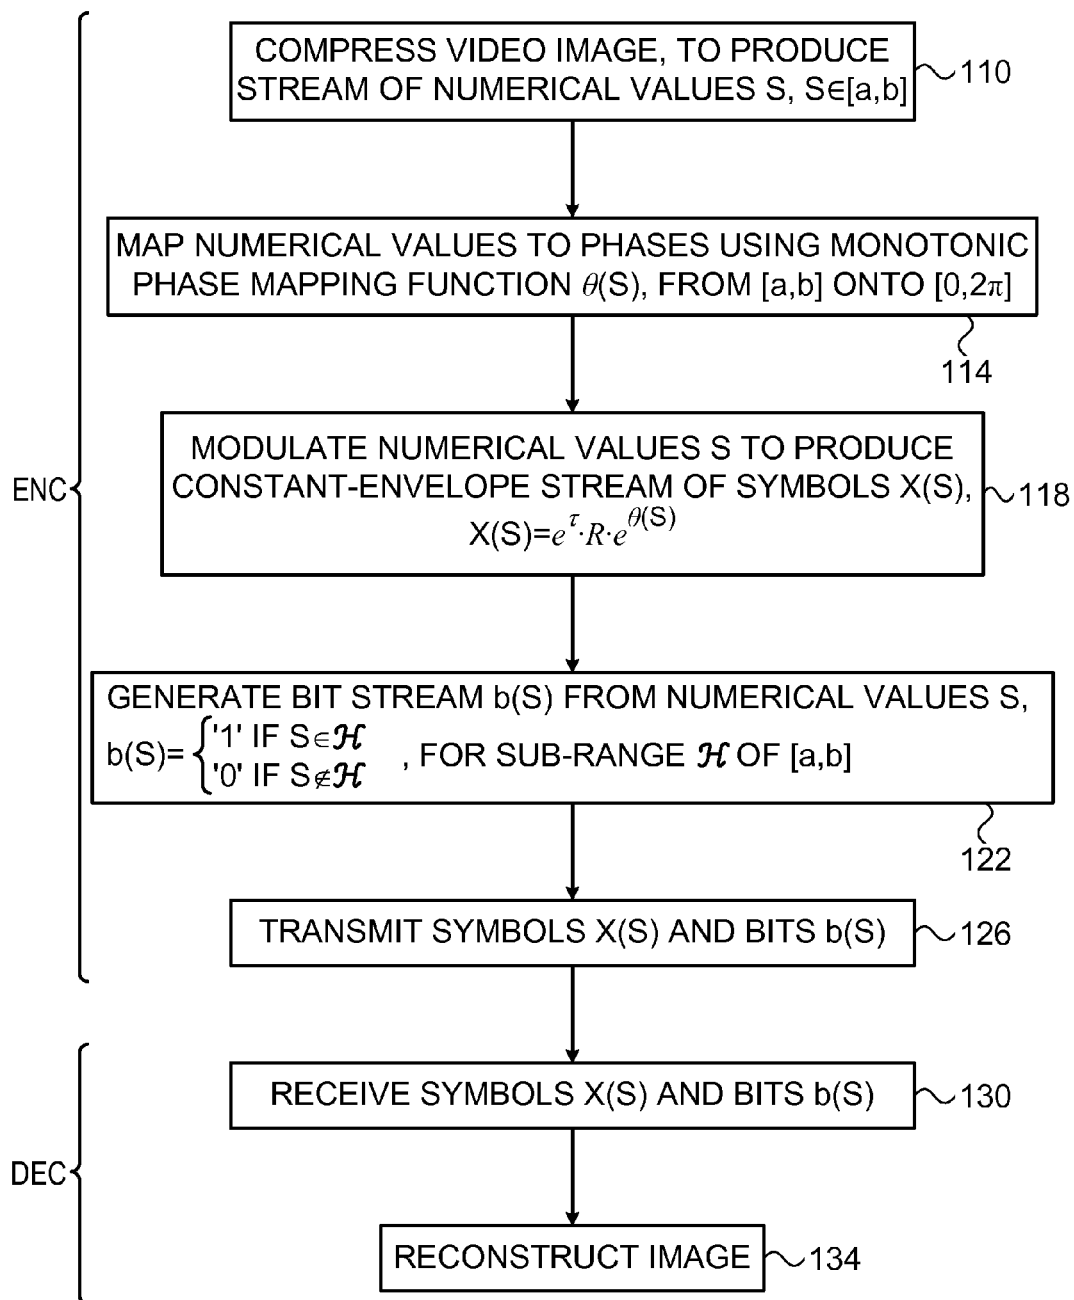 COMPRESS VIDEO IMAGE, TO PRODUCE
STREAM OF NUMERICAL VALUES S, S∈[a,b]
110
MAP NUMERICAL VALUES TO PHASES USING MONOTONIC
PHASE MAPPING FUNCTION θ(S), FROM [a,b] ONTO [0,2π]
114
ENC
MODULATE NUMERICAL VALUES S TO PRODUCE
CONSTANT-ENVELOPE STREAM OF SYMBOLS X(S),
X(S)=e^τ·R·e^θ(S)
118
GENERATE BIT STREAM b(S) FROM NUMERICAL VALUES S,
b(S)= { '1' IF S∈ℋ
'0' IF S∉ℋ , FOR SUB-RANGE ℋ OF [a,b]
122
TRANSMIT SYMBOLS X(S) AND BITS b(S)
126
RECEIVE SYMBOLS X(S) AND BITS b(S)
130
DEC
RECONSTRUCT IMAGE
134